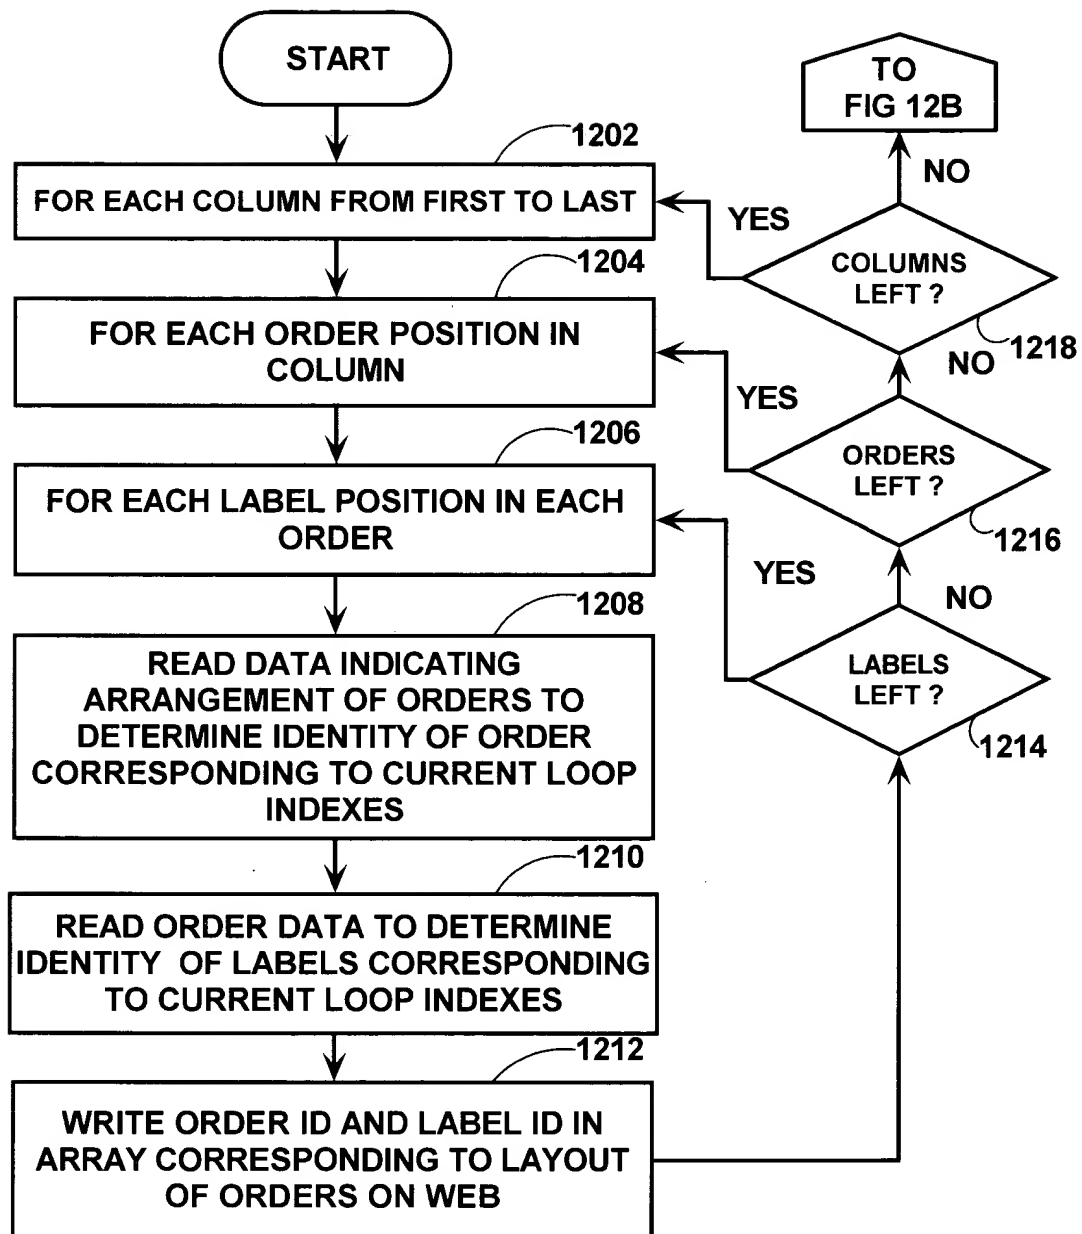 START
1202
FOR EACH COLUMN FROM FIRST TO LAST
1204
FOR EACH ORDER POSITION IN
COLUMN
1206
FOR EACH LABEL POSITION IN EACH
ORDER
1208
READ DATA INDICATING
ARRANGEMENT OF ORDERS TO
DETERMINE IDENTITY OF ORDER
CORRESPONDING TO CURRENT LOOP
INDEXES
1210
READ ORDER DATA TO DETERMINE
IDENTITY OF LABELS CORRESPONDING
TO CURRENT LOOP INDEXES
1212
WRITE ORDER ID AND LABEL ID IN
ARRAY CORRESPONDING TO LAYOUT
OF ORDERS ON WEB
TO
FIG 12B
NO
YES
COLUMNS
LEFT ?
1218
NO
YES
ORDERS
LEFT ?
1216
YES
NO
LABELS
LEFT ?
1214